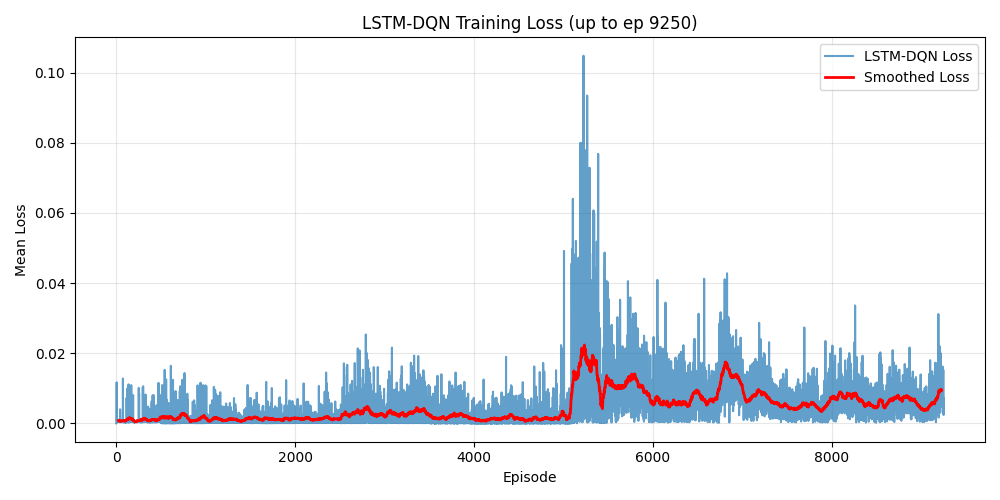 LSTM-DQN Training Loss (up to ep 9250)
LSTM-DQN Loss
Smoothed Loss
Mean Loss
0.10
0.08
0.06
0.04
0.02
0.00
0 2000 4000 6000 8000
Episode